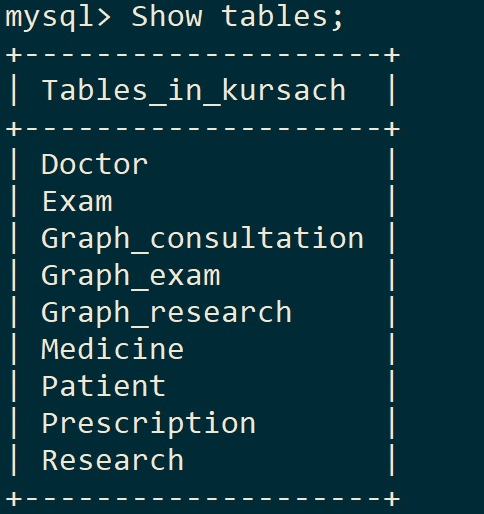 mysql> Show tables;
+--------------------+
| Tables_in_kursach  |
+--------------------+
| Doctor             |
| Exam               |
| Graph_consultation |
| Graph_exam         |
| Graph_research     |
| Medicine           |
| Patient            |
| Prescription       |
| Research           |
+--------------------+